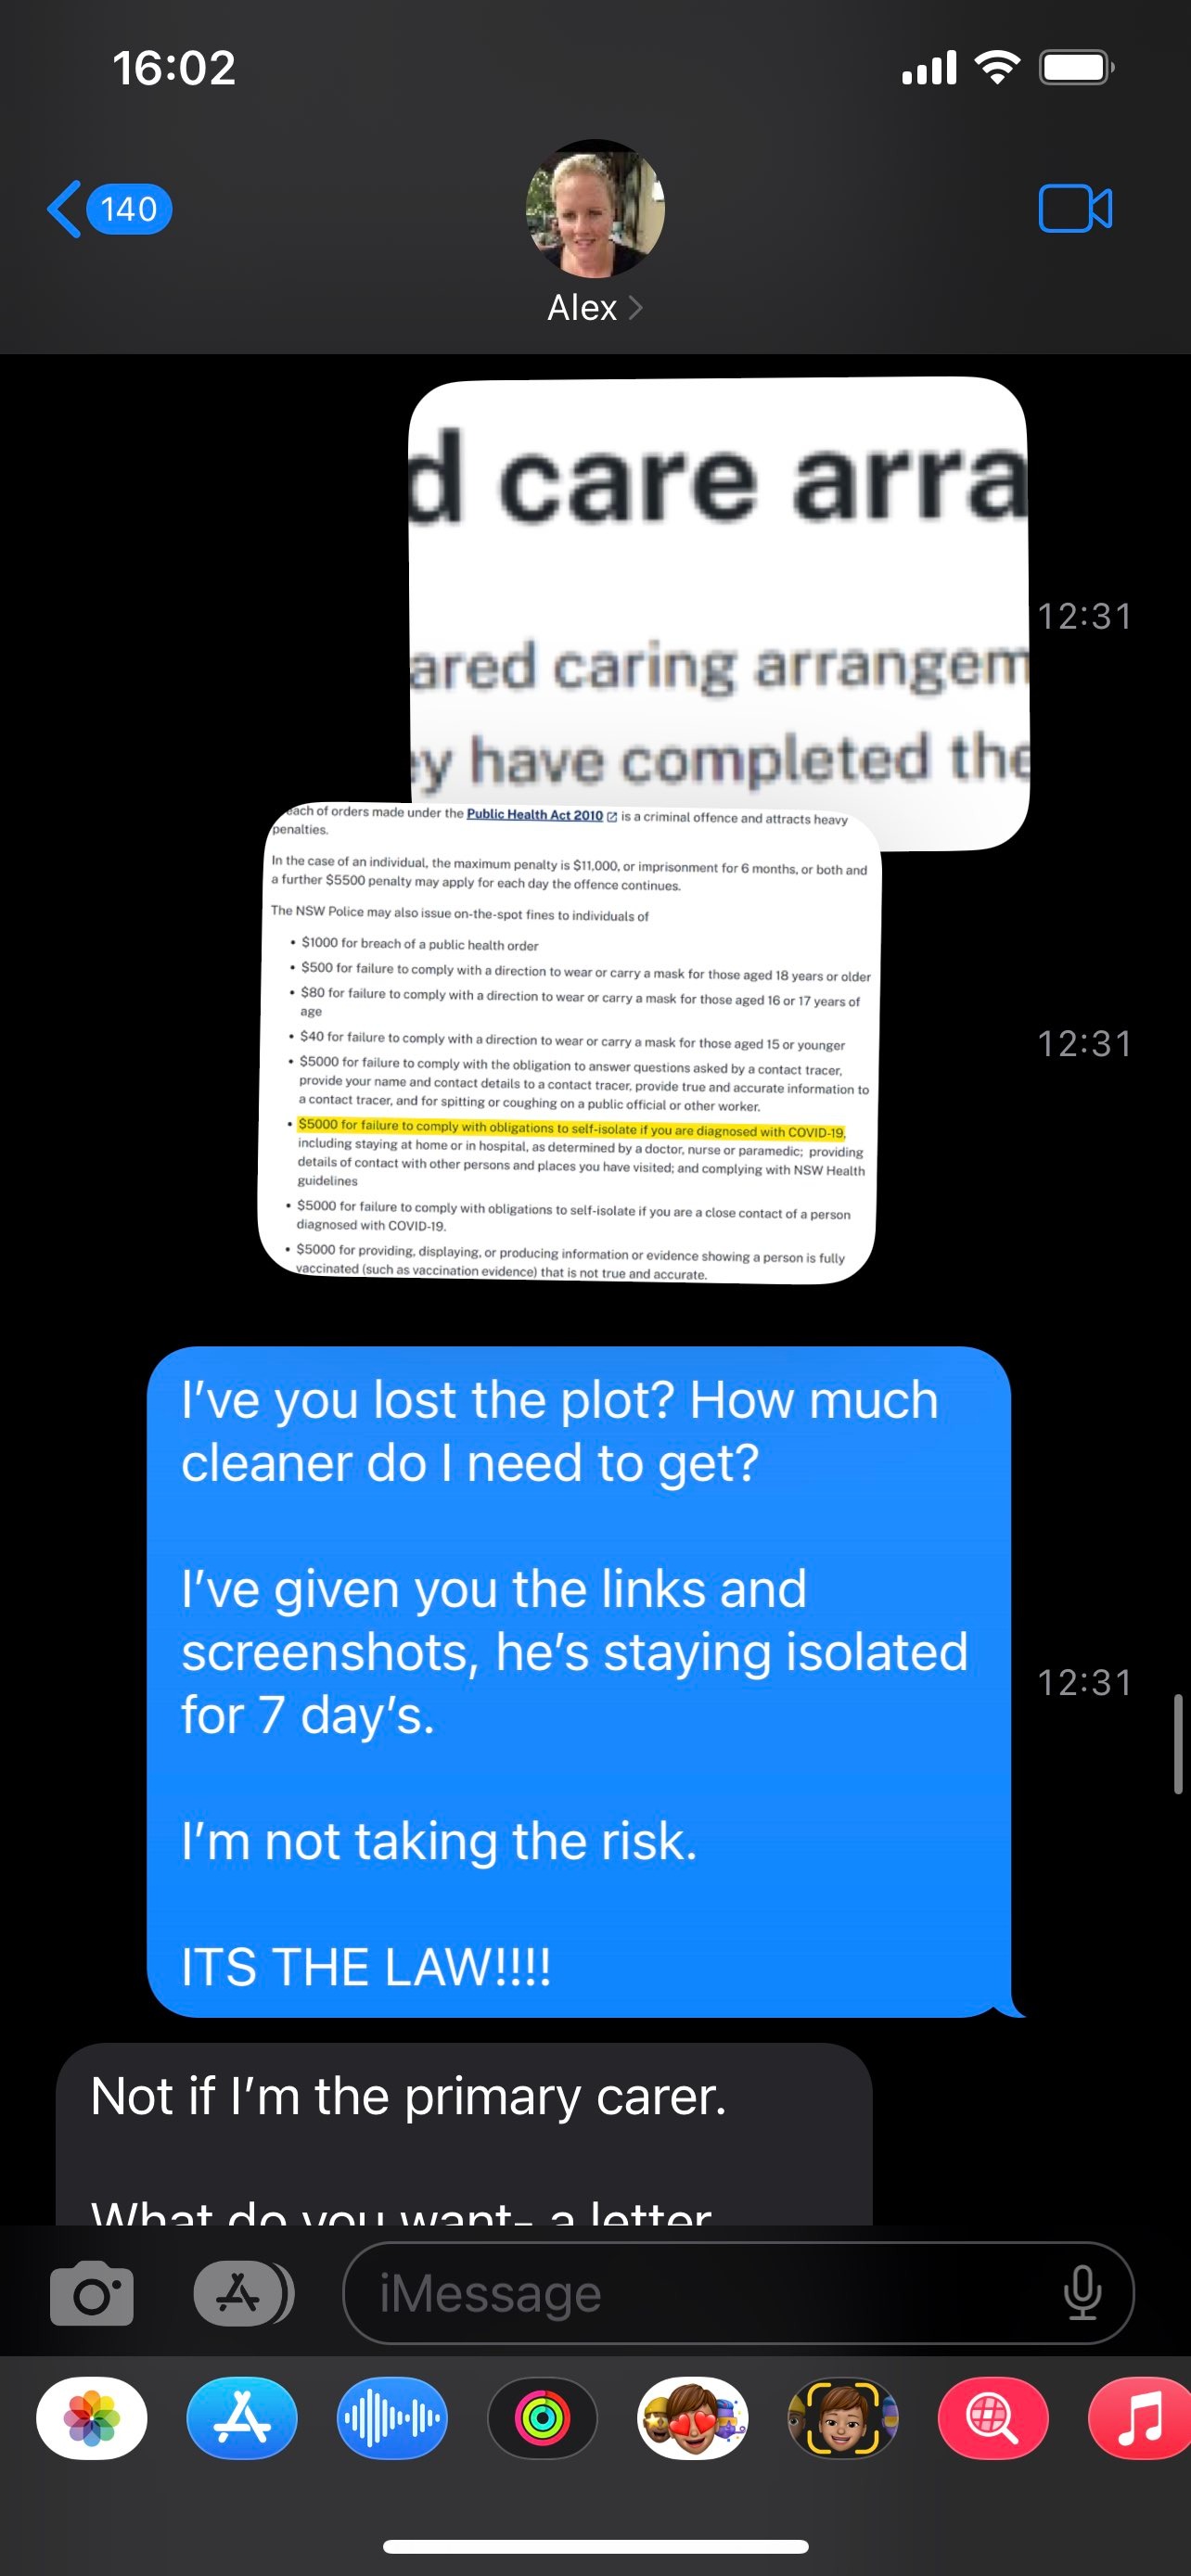 16:02
140
Alex
d care arra
ared caring arrangem
ey have completed the
12:31
each of orders made under the Public Health Act 2010 is a criminal offence and attracts heavy
penalties.
In the case of an individual, the maximum penalty is $11,000, or imprisonment for 6 months, or both and
a further $5500 penalty may apply for each day the offence continues.
The NSW Police may also issue on-the-spot fines to individuals of
• $1000 for breach of a public health order
• $500 for failure to comply with a direction to wear or carry a mask for those aged 18 years or older
• $80 for failure to comply with a direction to wear or carry a mask for those aged 16 or 17 years of
age
• $40 for failure to comply with a direction to wear or carry a mask for those aged 15 or younger
• $5000 for failure to comply with the obligation to answer questions asked by a contact tracer,
provide your name and contact details to a contact tracer, provide true and accurate information to
a contact tracer, and for spitting or coughing on a public official or other worker.
• $5000 for failure to comply with obligations to self-isolate if you are diagnosed with COVID-19,
including staying at home or in hospital, as determined by a doctor, nurse or paramedic; providing
details of contact with other persons and places you have visited; and complying with NSW Health
guidelines
• $5000 for failure to comply with obligations to self-isolate if you are a close contact of a person
diagnosed with COVID-19.
• $5000 for providing, displaying, or producing information or evidence showing a person is fully
vaccinated (such as vaccination evidence) that is not true and accurate.
12:31
I've you lost the plot? How much
cleaner do I need to get?
I've given you the links and
screenshots, he's staying isolated
for 7 day's.
I'm not taking the risk.
ITS THE LAW!!!!
12:31
Not if I'm the primary carer.
What do you want- a letter
iMessage